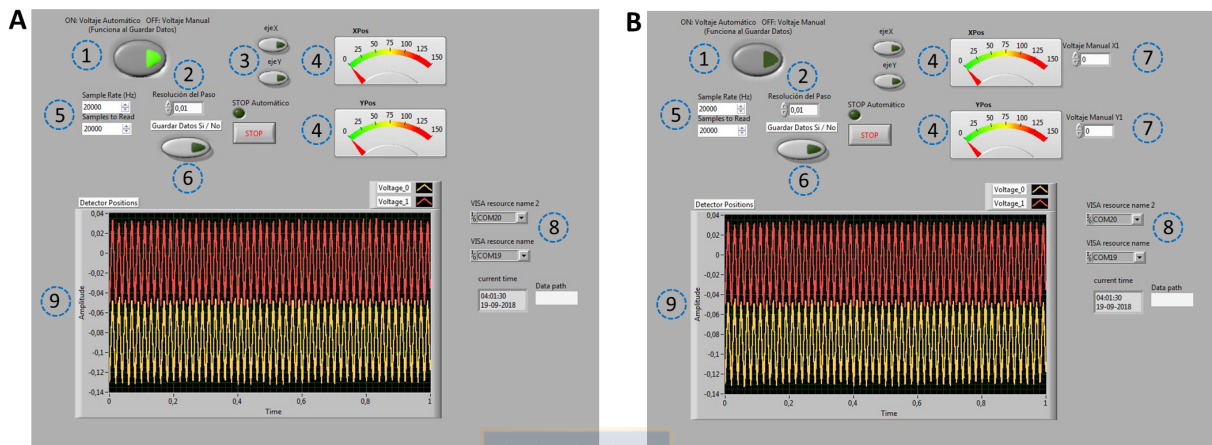 A
ON: Voltaje Automático OFF: Voltaje Manual
(Funciona al Guardar Datos)
1
2
3
ejeX
ejeY
4
XPos
0 25 50 75 100 125 150
5
Sample Rate (Hz)
20000
Samples to Read
20000
Resolución del Paso
0,01
Guardar Datos Si / No
6
STOP Automático
STOP
4
YPos
0 25 50 75 100 125 150
Voltage_0
Voltage_1
Detector Positions
9
Amplitude
0,04
0
-0,02
-0,04
-0,06
-0,08
-0,1
-0,12
-0,14
0 0,2 0,4 0,6 0,8 1
Time
VISA resource name 2
COM20
8
VISA resource name
COM19
current time
04:01:30
19-09-2018
Data path
B
ON: Voltaje Automático OFF: Voltaje Manual
(Funciona al Guardar Datos)
1
2
ejeX
ejeY
4
XPos
0 25 50 75 100 125 150
Voltaje Manual X1
0
7
5
Sample Rate (Hz)
20000
Samples to Read
20000
Resolución del Paso
0,01
Guardar Datos Si / No
6
STOP Automático
STOP
4
YPos
0 25 50 75 100 125 150
Voltaje Manual Y1
0
7
Voltage_0
Voltage_1
Detector Positions
9
Amplitude
0,04
0
-0,02
-0,04
-0,06
-0,08
-0,1
-0,12
-0,14
0 0,2 0,4 0,6 0,8 1
Time
VISA resource name 2
COM20
8
VISA resource name
COM19
current time
04:01:30
19-09-2018
Data path